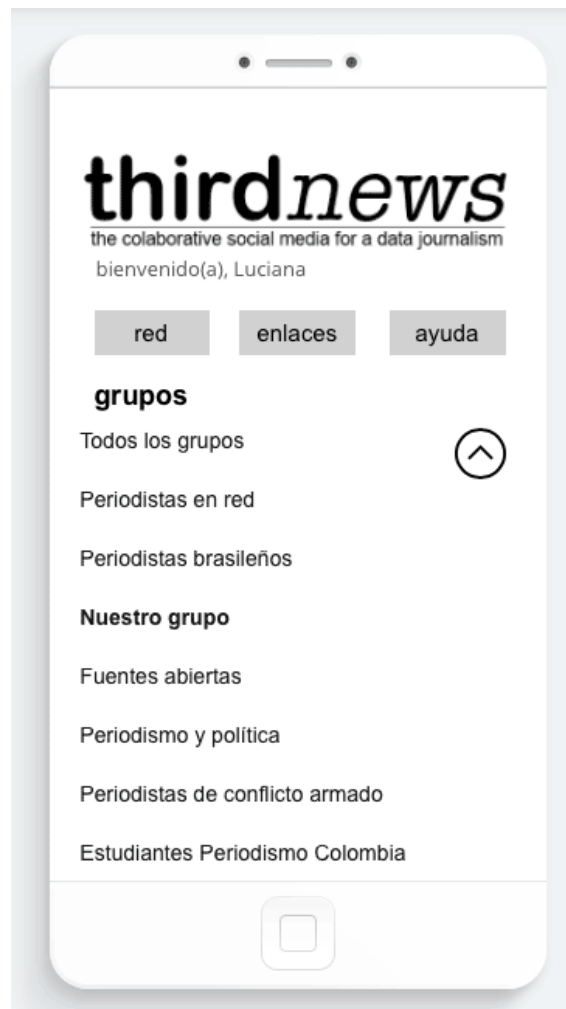 thirdnews
the colaborative social media for a data journalism
bienvenido(a), Luciana
red enlaces ayuda
grupos
Todos los grupos
Periodistas en red
Periodistas brasileños
Nuestro grupo
Fuentes abiertas
Periodismo y política
Periodistas de conflicto armado
Estudiantes Periodismo Colombia